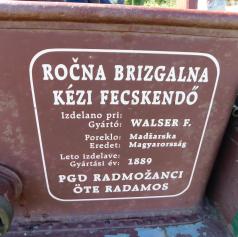 ROČNA BRIZGALNA
KÉZI FECSKENDŐ
Izdelano pri:
Gyártó: WALSER F.
Poreklo: Madžarska
Eredet: Magyarország
Leto izdelave:
Gyártási év: 1889
PGD RADMOŽANCI
ÖTE RADAMOS